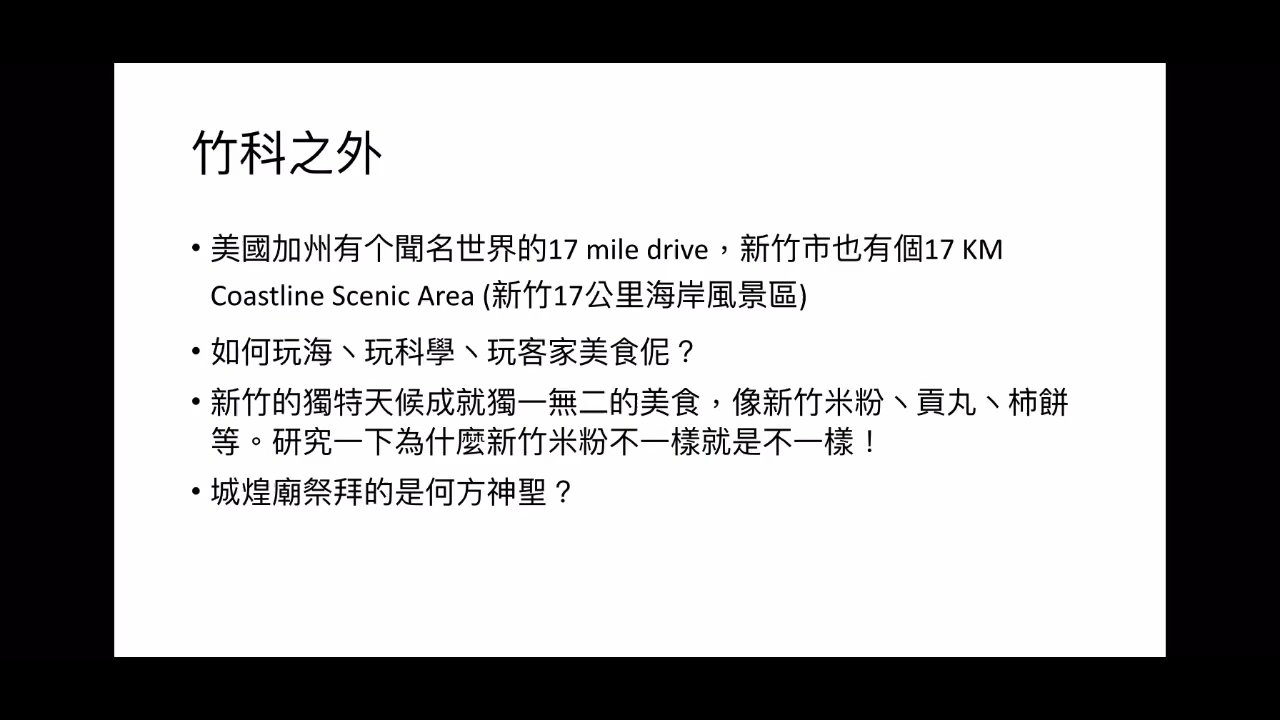 竹科之外
• 美國加州有个聞名世界的17 mile drive，新竹市也有個17 KM
Coastline Scenic Area (新竹17公里海岸風景區)
• 如何玩海、玩科學、玩客家美食呢？
• 新竹的獨特天候成就獨一無二的美食，像新竹米粉、貢丸、柿餅
等。研究一下為什麼新竹米粉不一樣就是不一樣！
• 城煌廟祭拜的是何方神聖？